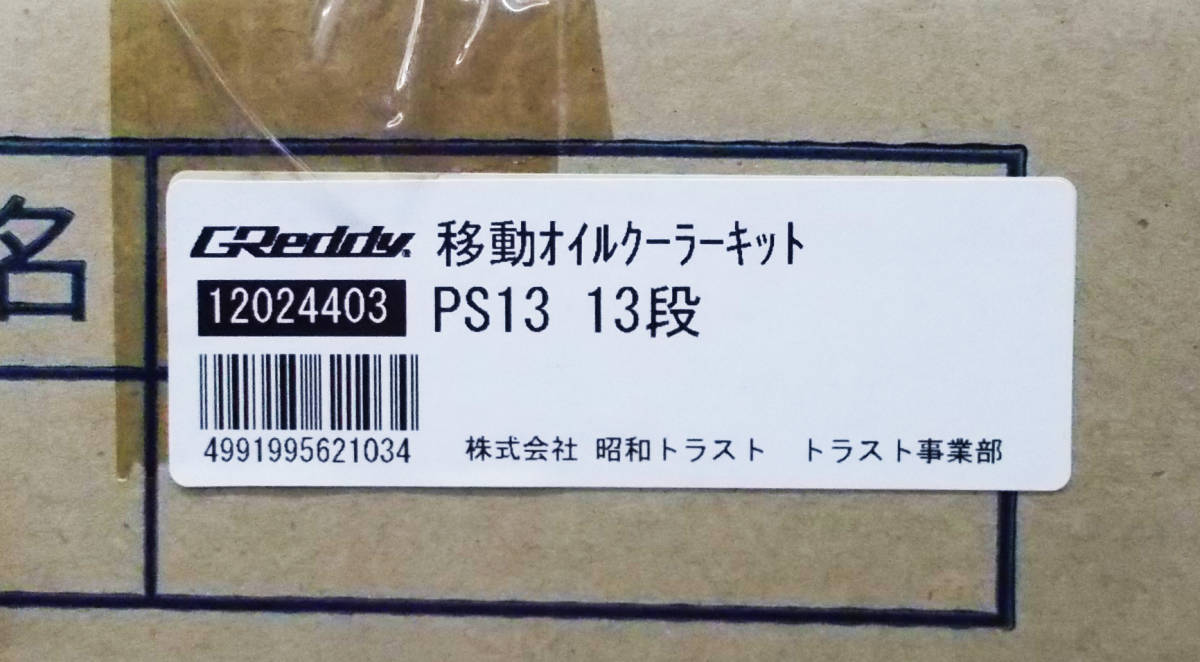 名
GReddy® 移動ｵｲﾙｸｰﾗｰｷｯﾄ
12024403 PS13 13段
4991995621034 株式会社 昭和トラスト トラスト事業部